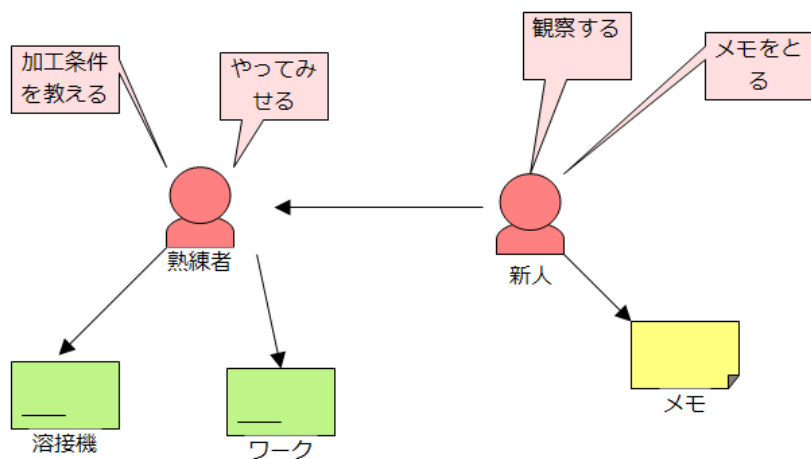 加工条件
を教える
やってみ
せる
観察する
メモをと
る
熟練者
新人
溶接機
ワーク
メモ